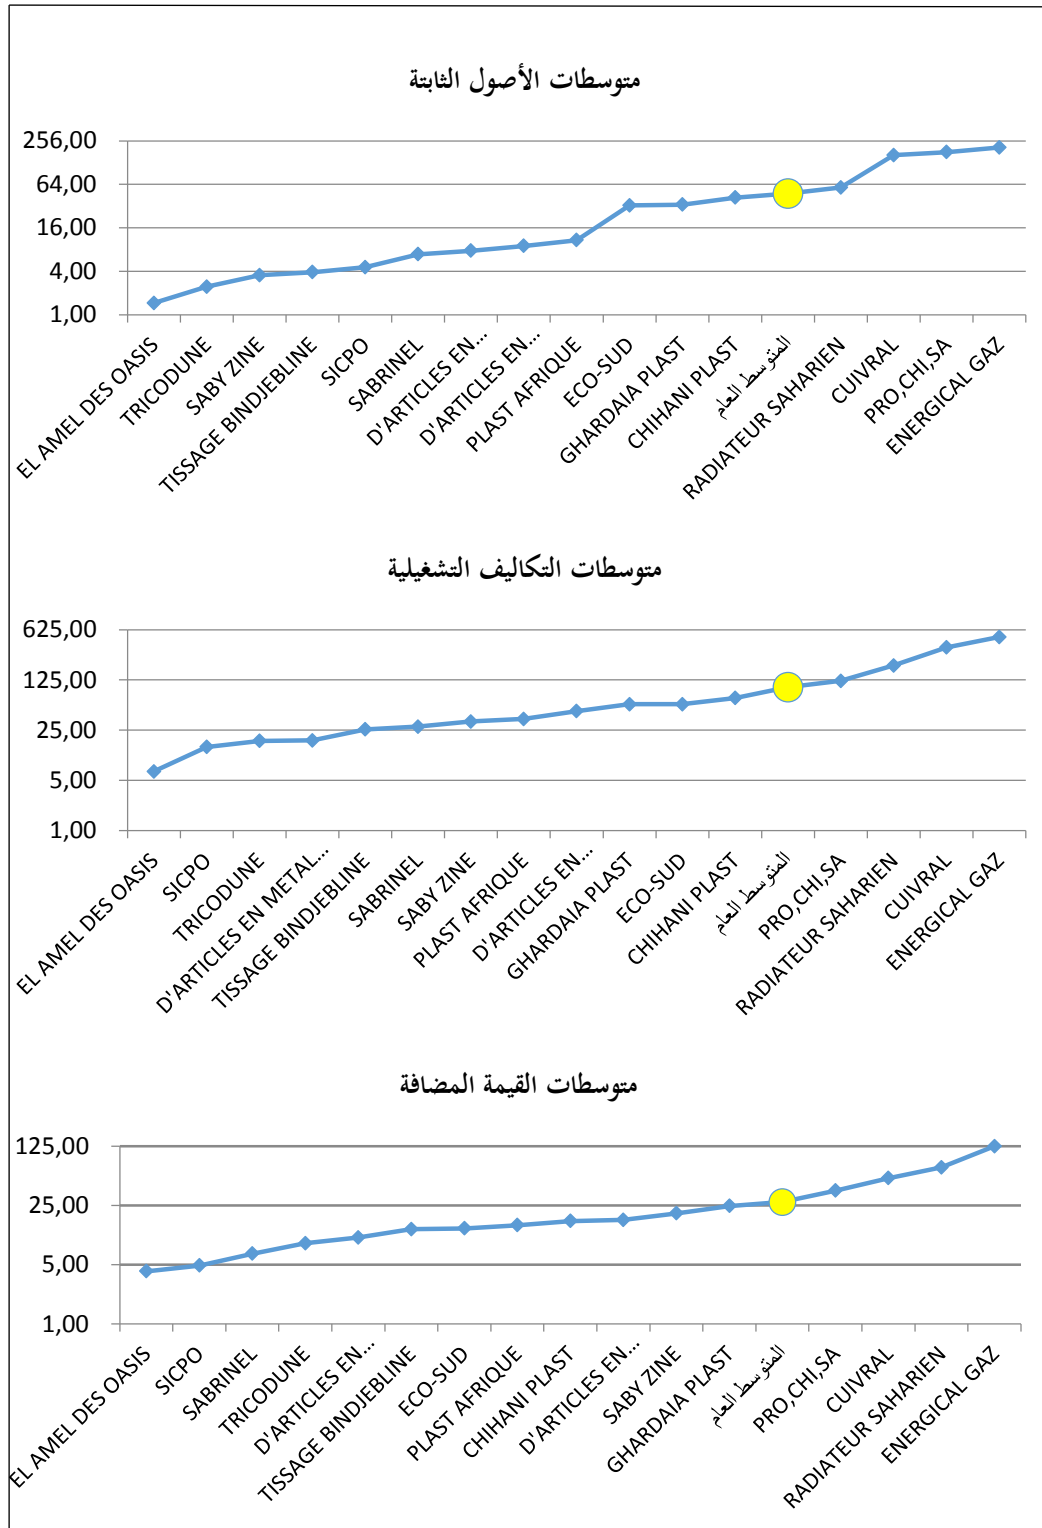 متوسطات الأصول الثابتة
256,00
64,00
16,00
4,00
1,00
EL AMEL DES OASIS
TRICODUNE
SABY ZINE
TISSAGE BINDJEBLINE
SICPO
SABRINEL
D'ARTICLES EN…
D'ARTICLES EN…
PLAST AFRIQUE
ECO-SUD
GHARDAIA PLAST
CHIHANI PLAST
المتوسط العام
RADIATEUR SAHARIEN
CUIVRAL
PRO,CHI,SA
ENERGICAL GAZ
متوسطات التكاليف التشغيلية
625,00
125,00
25,00
5,00
1,00
EL AMEL DES OASIS
SICPO
TRICODUNE
D'ARTICLES EN METAL…
TISSAGE BINDJEBLINE
SABRINEL
SABY ZINE
PLAST AFRIQUE
D'ARTICLES EN…
GHARDAIA PLAST
ECO-SUD
CHIHANI PLAST
المتوسط العام
PRO,CHI,SA
RADIATEUR SAHARIEN
CUIVRAL
ENERGICAL GAZ
متوسطات القيمة المضافة
125,00
25,00
5,00
1,00
EL AMEL DES OASIS
SICPO
SABRINEL
TRICODUNE
D'ARTICLES EN…
TISSAGE BINDJEBLINE
ECO-SUD
PLAST AFRIQUE
CHIHANI PLAST
D'ARTICLES EN…
SABY ZINE
GHARDAIA PLAST
المتوسط العام
PRO,CHI,SA
CUIVRAL
RADIATEUR SAHARIEN
ENERGICAL GAZ